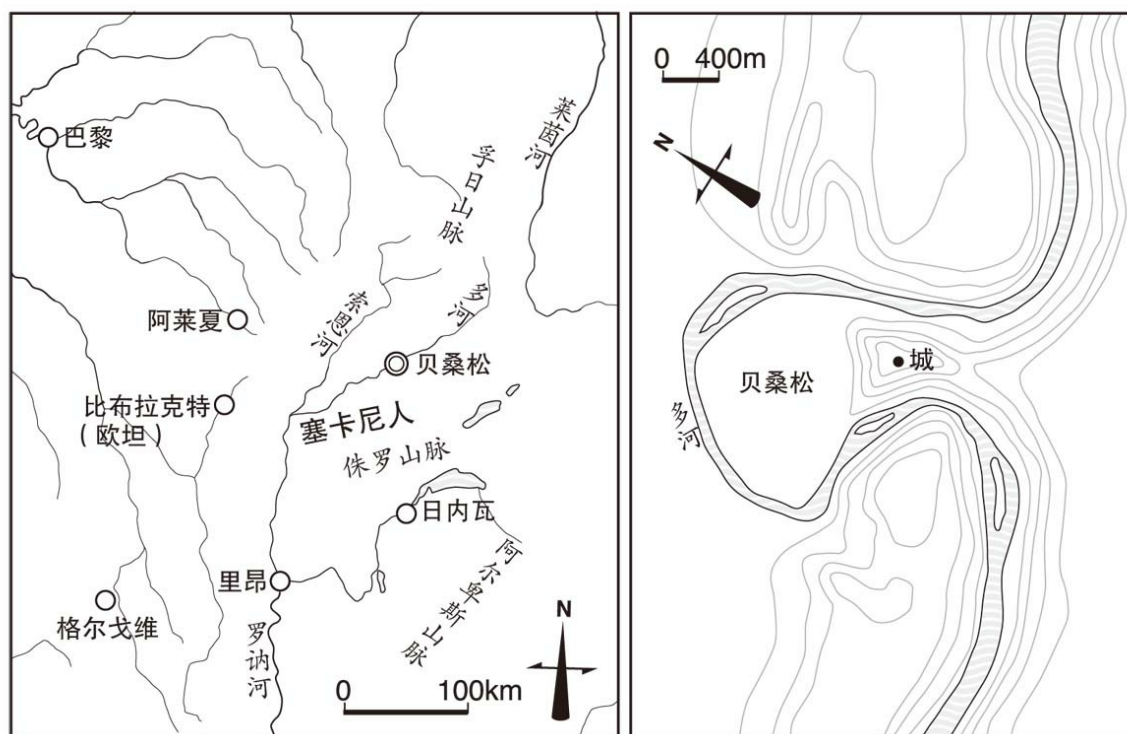 巴黎
莱茵河
孚日山脉
阿莱夏
索恩河
多河
贝桑松
比布拉克特
(欧坦)
塞卡尼人
侏罗山脉
日内瓦
阿尔卑斯山脉
里昂
格尔戈维
罗讷河
N
0 100km
0 400m
N
城
贝桑松
多河